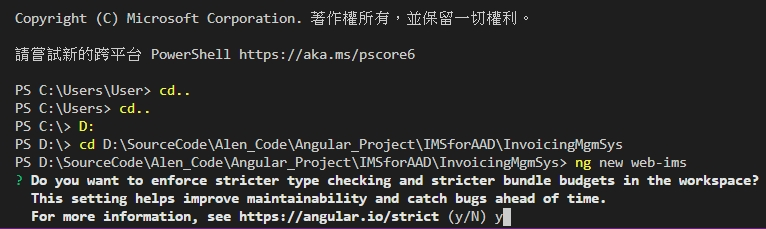 Copyright (C) Microsoft Corporation. 著作權所有，並保留一切權利。
請嘗試新的跨平台 PowerShell https://aka.ms/pscore6
PS C:\Users\User> cd..
PS C:\Users> cd..
PS C:\> D:
PS D:\> cd D:\SourceCode\Alen_Code\Angular_Project\IMSforAAD\InvoicingMgmSys
PS D:\SourceCode\Alen_Code\Angular_Project\IMSforAAD\InvoicingMgmSys> ng new web-ims
? Do you want to enforce stricter type checking and stricter bundle budgets in the workspace?
This setting helps improve maintainability and catch bugs ahead of time.
For more information, see https://angular.io/strict (y/N) y